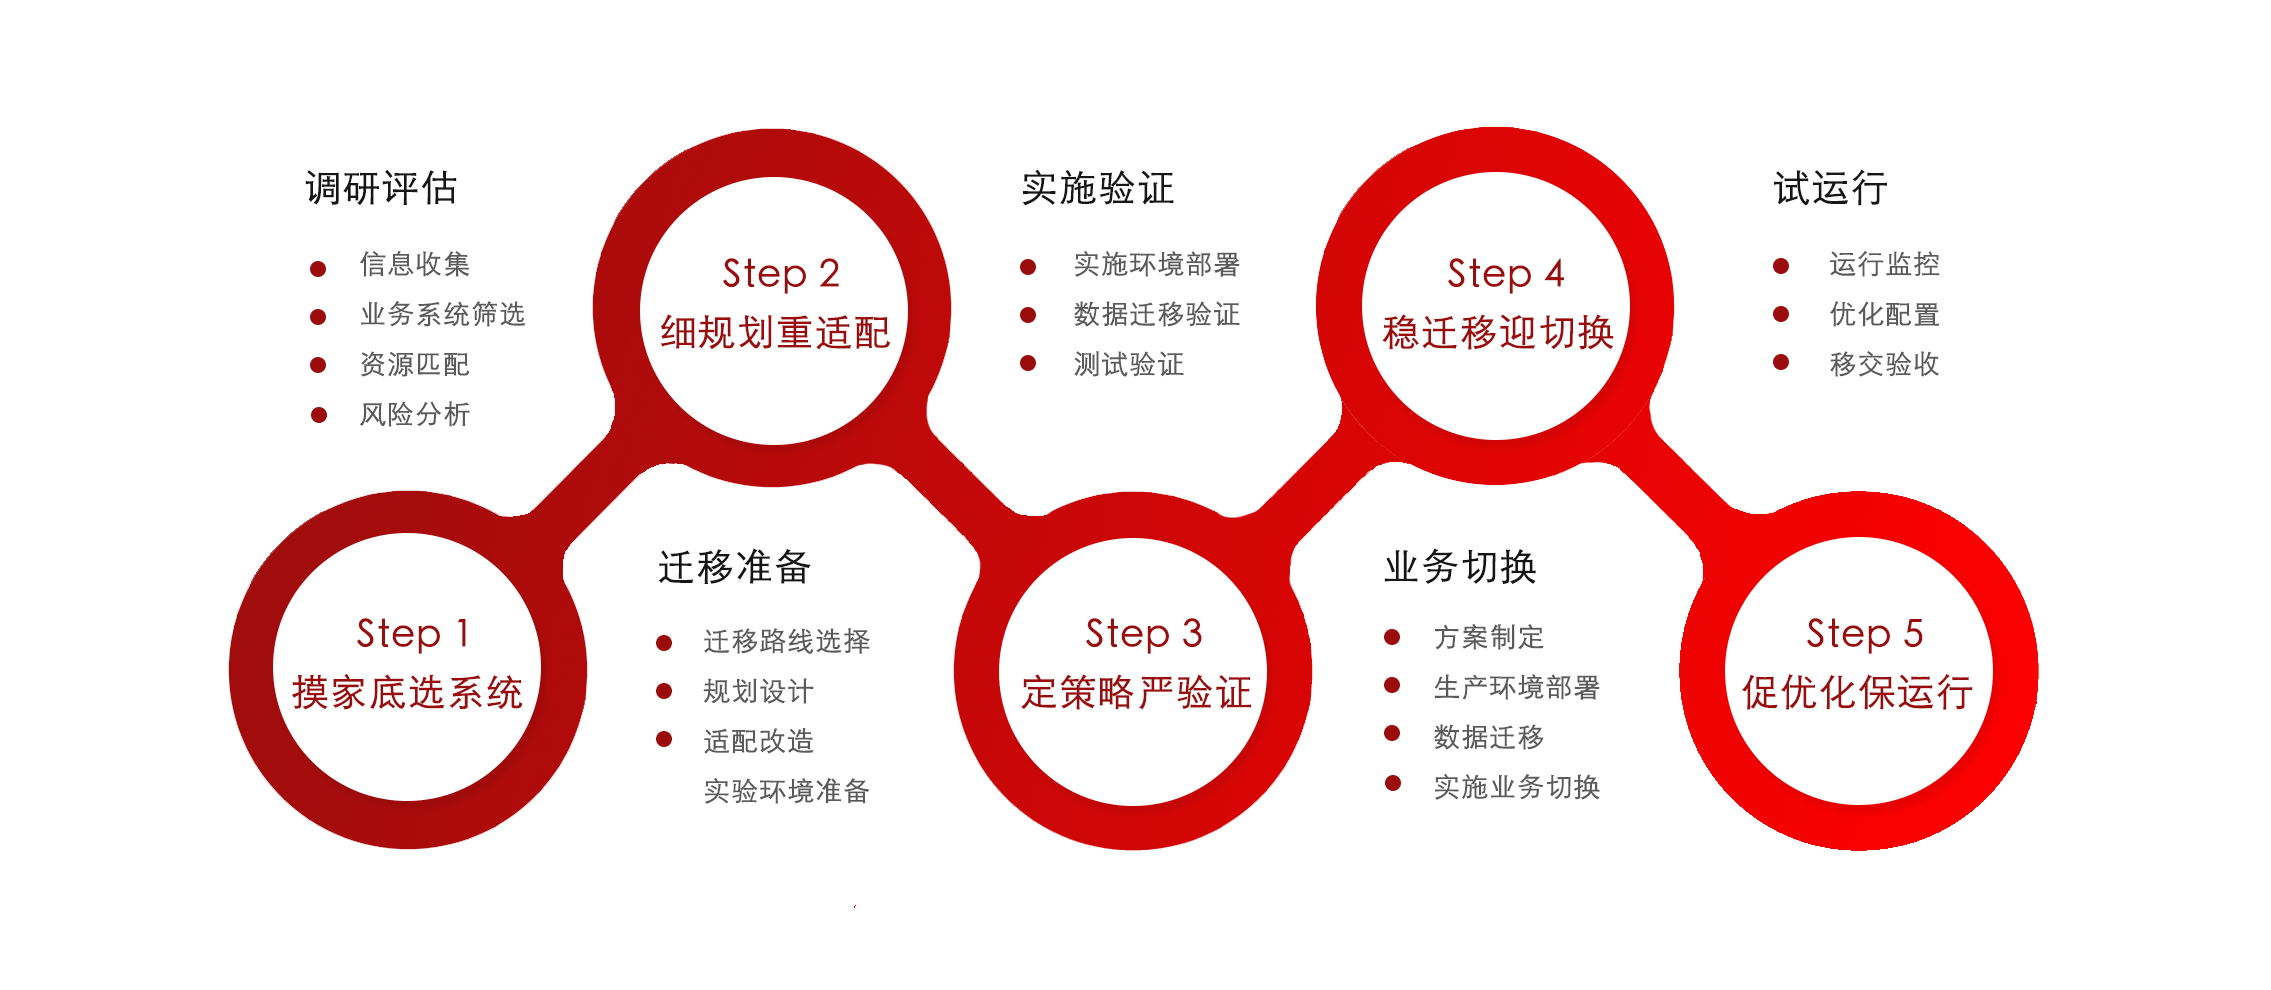 调研评估
信息收集
业务系统筛选
资源匹配
风险分析
Step 1
摸家底选系统
Step 2
细规划重适配
迁移准备
迁移路线选择
规划设计
适配改造
实验环境准备
实施验证
实施环境部署
数据迁移验证
测试验证
Step 3
定策略严验证
Step 4
稳迁移迎切换
业务切换
方案制定
生产环境部署
数据迁移
实施业务切换
试运行
运行监控
优化配置
移交验收
Step 5
促优化保运行